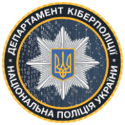 ДЕПАРТАМЕНТ КІБЕРПОЛІЦІЇ
НАЦІОНАЛЬНА ПОЛІЦІЯ УКРАЇНИ